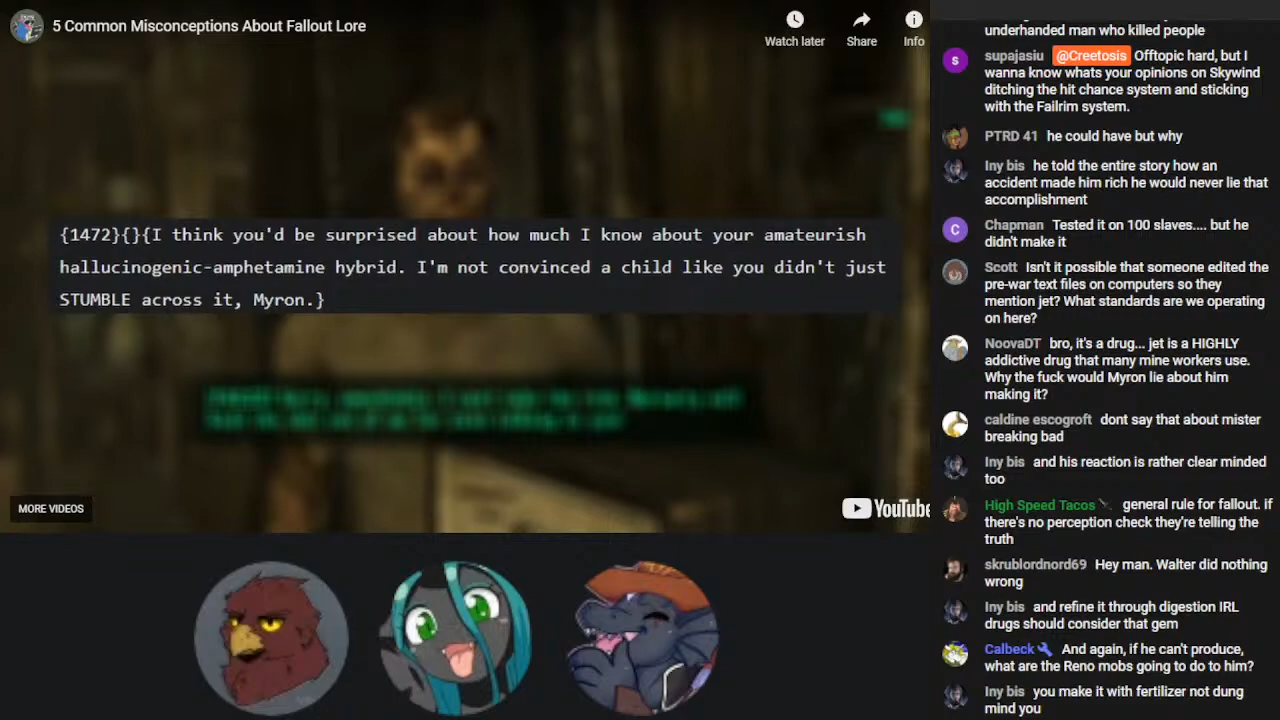 5 Common Misconceptions About Fallout Lore
Watch later
Share
Info
{1472}{}{I think you'd be surprised about how much I know about your amateurish
hallucinogenic-amphetamine hybrid. I'm not convinced a child like you didn't just
STUMBLE across it, Myron.}
MORE VIDEOS
YouTube
underhanded man who killed people
s
supajasiu @Creetosis Offtopic hard, but I
wanna know whats your opinions on Skywind
ditching the hit chance system and sticking
with the Failrim system.
PTRD 41 he could have but why
Iny bis he told the entire story how an
accident made him rich he would never lie that
accomplishment
C
Chapman Tested it on 100 slaves.... but he
didn't make it
Scott Isn't it possible that someone edited the
pre-war text files on computers so they
mention jet? What standards are we operating
on here?
NoovaDT bro, it's a drug... jet is a HIGHLY
addictive drug that many mine workers use.
Why the fuck would Myron lie about him
making it?
caldine escogroft dont say that about mister
breaking bad
Iny bis and his reaction is rather clear minded
too
High Speed Tacos general rule for fallout. if
there's no perception check they're telling the
truth
skrublordnord69 Hey man. Walter did nothing
wrong
Iny bis and refine it through digestion IRL
drugs should consider that gem
Calbeck And again, if he can't produce,
what are the Reno mobs going to do to him?
Iny bis you make it with fertilizer not dung
mind you